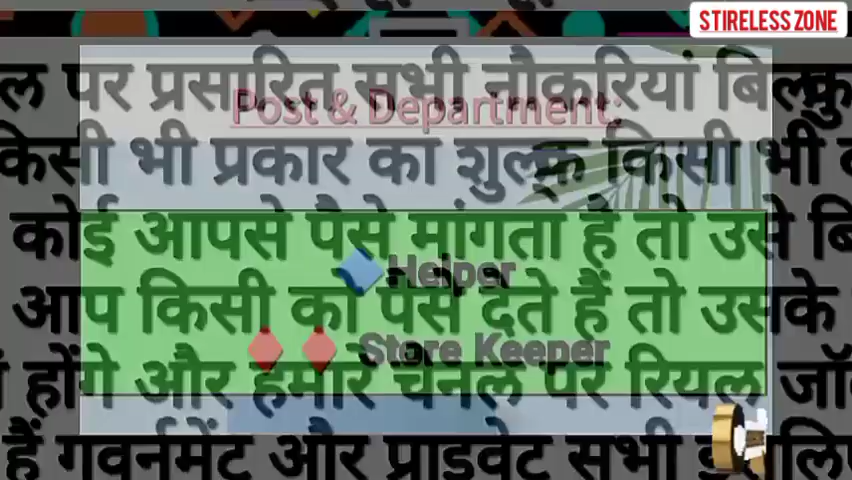 STIRELESS ZONE
पर प्रसारित सभी नौकरियां
Post & Department:
किसी भी प्रकार का शुल्क किसी भी
कोई आपसे पैसे मांगता है तो उसे
Helper
आप किसी को पैसे देते हैं तो उसके
Store Keeper
होंगे और हमारे चैनल पर रियल
हैं गवर्नमेंट और प्राइवेट सभी